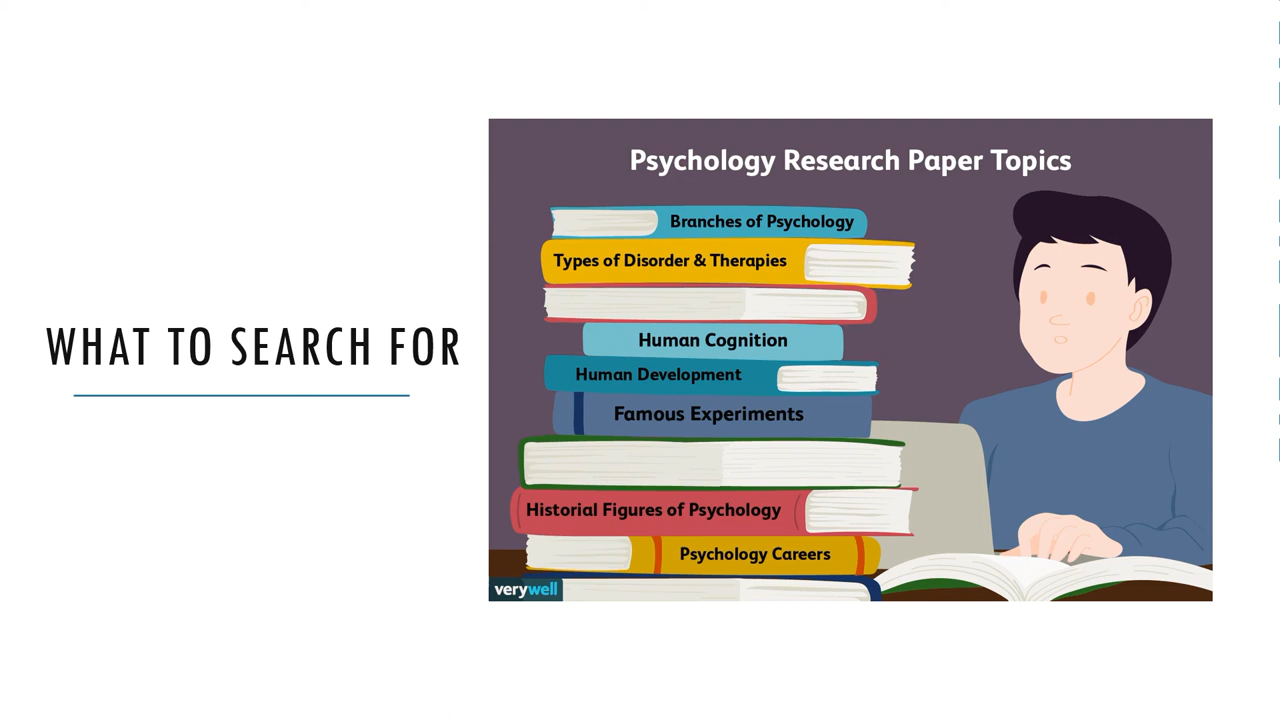 WHAT TO SEARCH FOR
Psychology Research Paper Topics
Branches of Psychology
Types of Disorder & Therapies
Human Cognition
Human Development
Famous Experiments
Historial Figures of Psychology
Psychology Careers
verywell